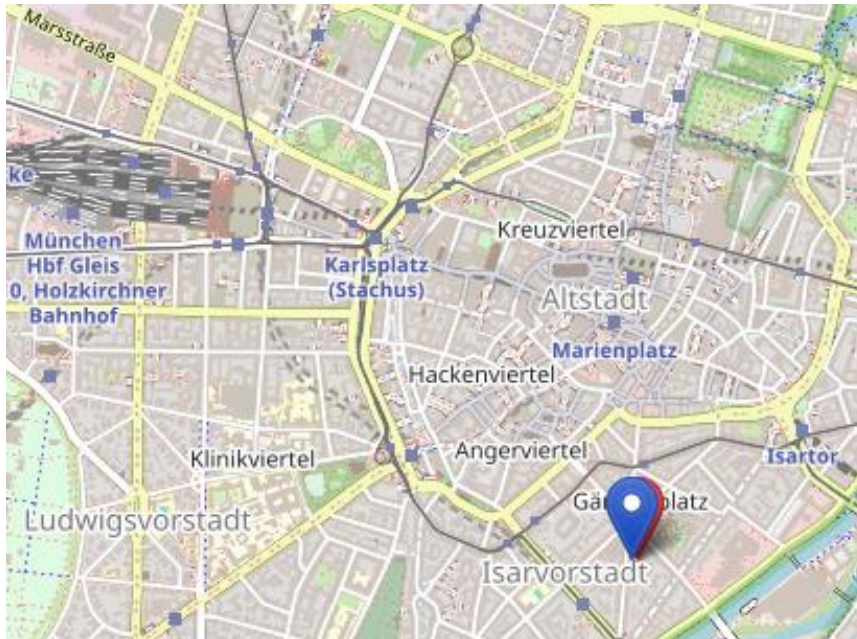 Marsstraße
ke
Kreuzviertel
München
Hbf Gleis
0, Holzkirchner
Bahnhof
Karlsplatz
(Stachus)
Altstadt
Marienplatz
Hackenviertel
Angerviertel
Klinikviertel
Isartor
Ludwigsvorstadt
Isarvorstadt